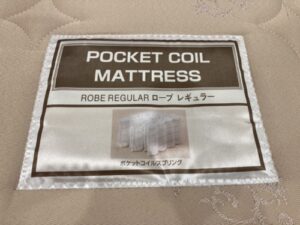 POCKET COIL
MATTRESS
ROBE REGULAR ローブ レギュラー
ポケットコイルスプリング